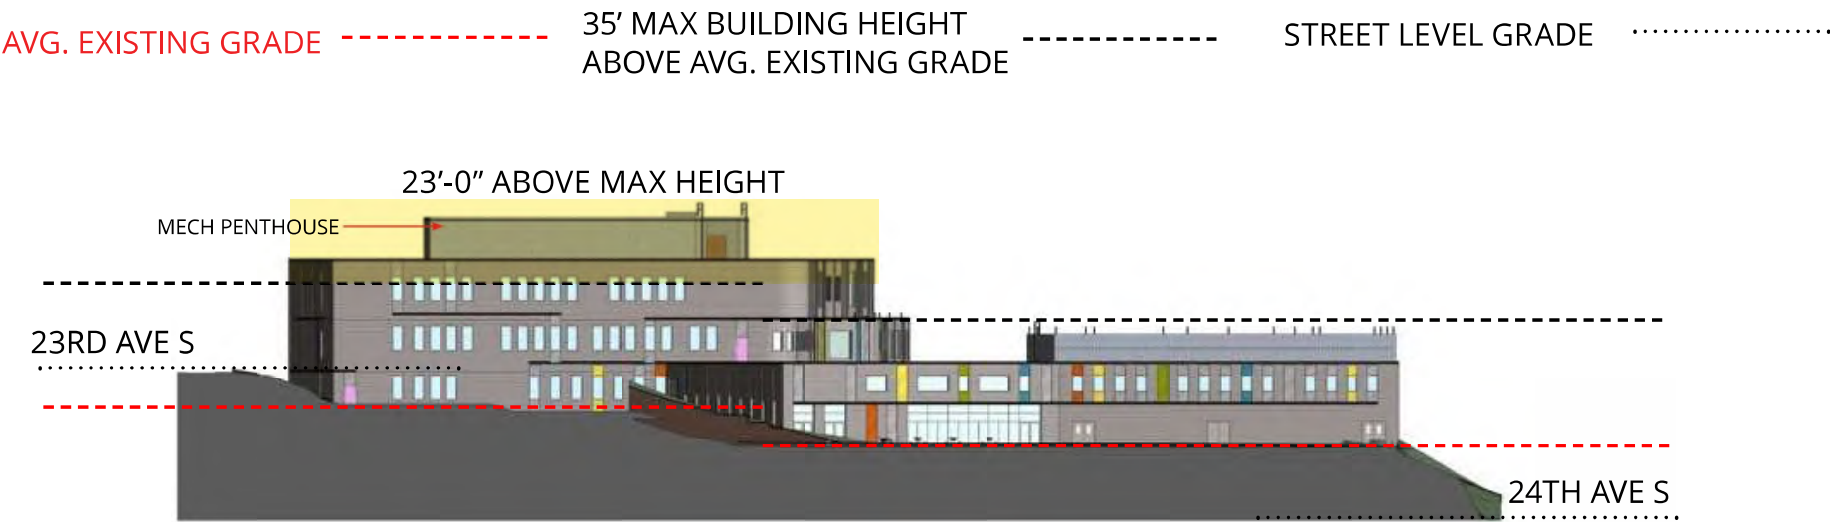 AVG. EXISTING GRADE
35’ MAX BUILDING HEIGHT
ABOVE AVG. EXISTING GRADE
STREET LEVEL GRADE
23’-0” ABOVE MAX HEIGHT
MECH PENTHOUSE
23RD AVE S
24TH AVE S